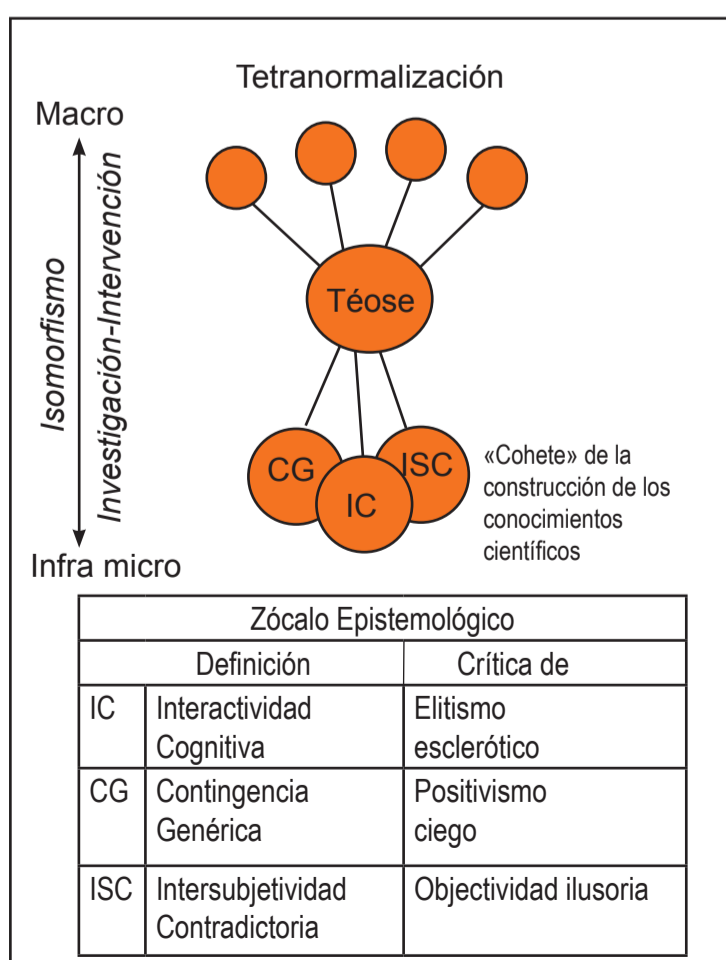 Tetranormalización
Macro
Isomorfismo
Investigación-Intervención
Téose
CG
ISC
IC
«Cohete» de la
construcción de los
conocimientos
científicos
Infra micro
Zócalo Epistemológico
Definición Crítica de
IC Interactividad Elitismo
Cognitiva esclerótico
CG Contingencia Positivismo
Genérica ciego
ISC Intersubjetividad Objectividad ilusoria
Contradictoria